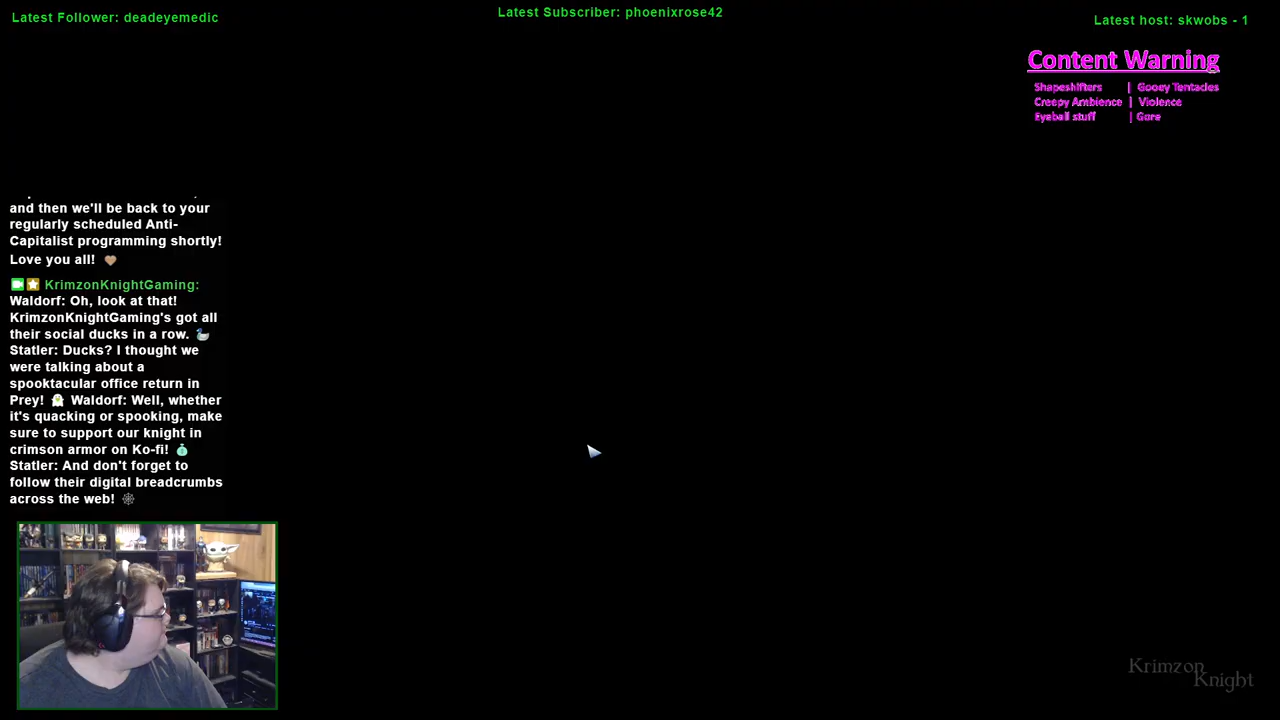 Latest Follower: deadeyemedic
Latest Subscriber: phoenixrose42
Latest host: skwobs - 1
Content Warning
Shapeshifters | Gooey Tentacles
Creepy Ambience | Violence
Eyeball stuff | Gore
and then we'll be back to your
regularly scheduled Anti-
Capitalist programming shortly!
Love you all! 🤎
KrimzonKnightGaming:
Waldorf: Oh, look at that!
KrimzonKnightGaming's got all
their social ducks in a row. 🦆
Statler: Ducks? I thought we
were talking about a
spooktacular office return in
Prey! 👻 Waldorf: Well, whether
it's quacking or spooking, make
sure to support our knight in
crimson armor on Ko-fi! 💰
Statler: And don't forget to
follow their digital breadcrumbs
across the web! 🕸
Krimzon
Knight